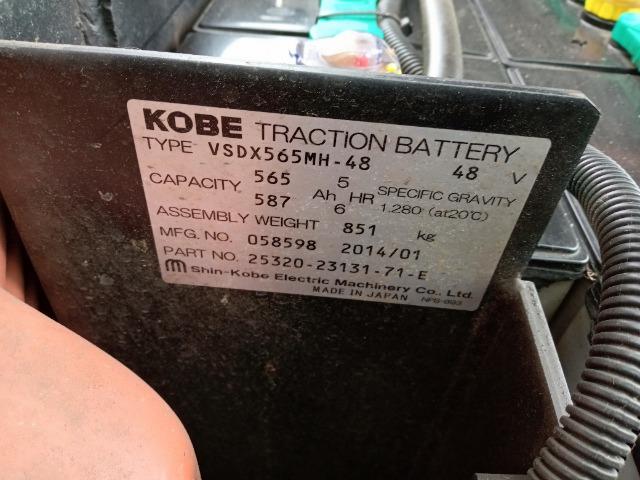 KOBE TRACTION BATTERY
TYPE VSDX565MH-48 48 V
CAPACITY 565 5
587 Ah 6 HR SPECIFIC GRAVITY
1.280 (at20℃)
ASSEMBLY WEIGHT 851 kg
MFG. NO. 058598 2014/01
PART NO. 25320-23131-71-E
Shin-Kobe Electric Machinery Co., Ltd.
MADE IN JAPAN